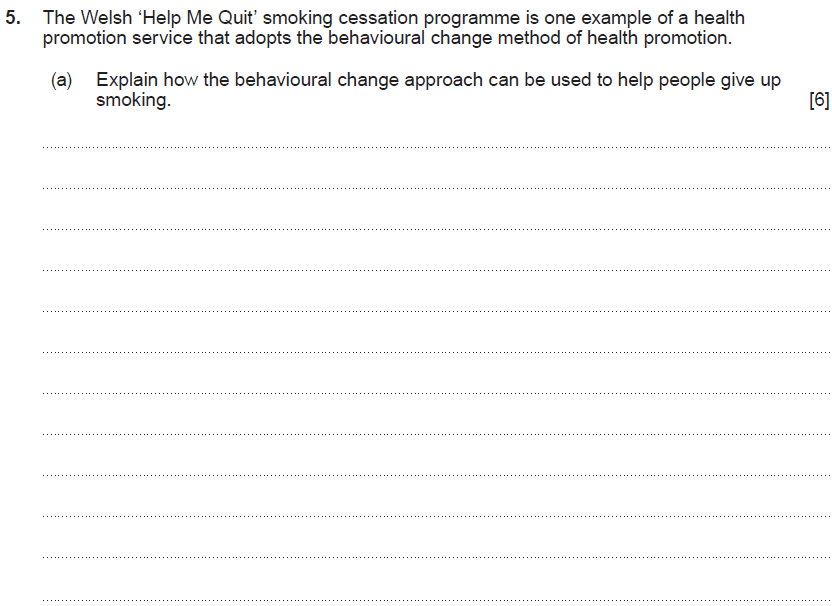 5. The Welsh ‘Help Me Quit’ smoking cessation programme is one example of a health
promotion service that adopts the behavioural change method of health promotion.
(a) Explain how the behavioural change approach can be used to help people give up
smoking. [6]